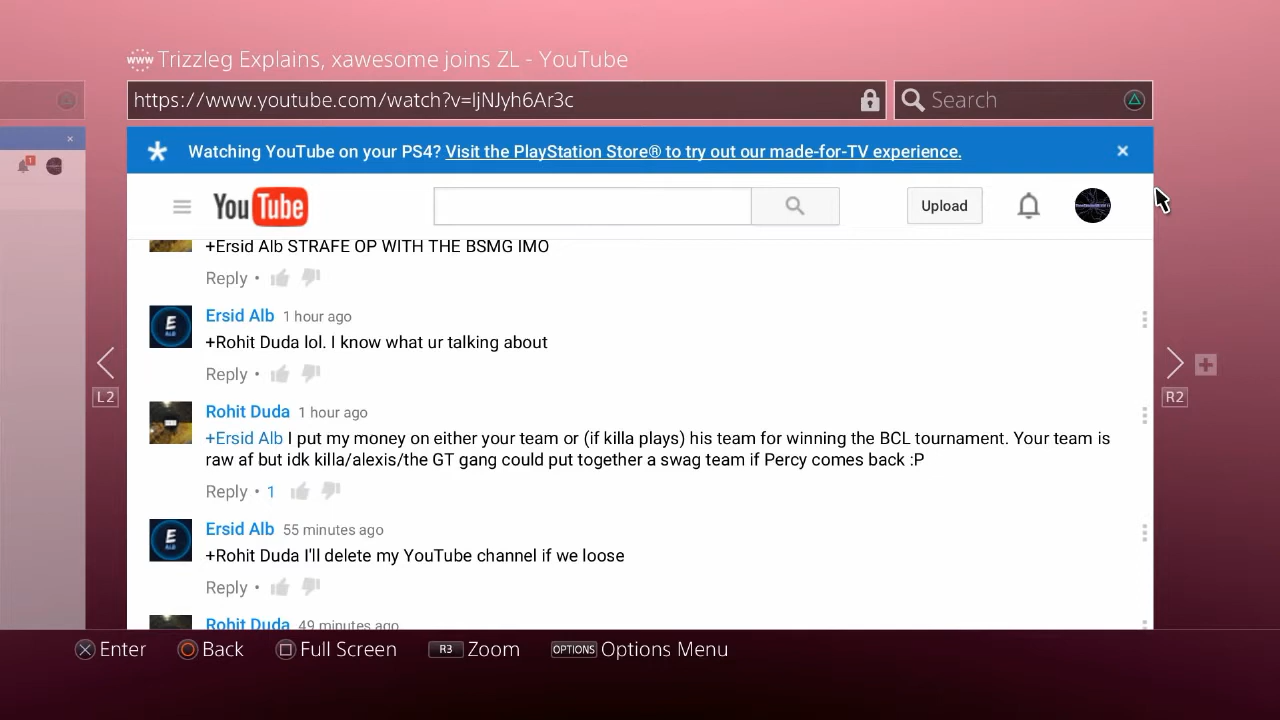 Trizzleg Explains, xawesome joins ZL - YouTube
https://www.youtube.com/watch?v=IjNJyh6Ar3c
Search
Watching YouTube on your PS4? Visit the PlayStation Store® to try out our made-for-TV experience.
YouTube
Upload
+Ersid Alb STRAFE OP WITH THE BSMG IMO
Reply •
Ersid Alb 1 hour ago
+Rohit Duda lol. I know what ur talking about
Reply •
Rohit Duda 1 hour ago
+Ersid Alb I put my money on either your team or (if killa plays) his team for winning the BCL tournament. Your team is
raw af but idk killa/alexis/the GT gang could put together a swag team if Percy comes back :P
Reply • 1
Ersid Alb 55 minutes ago
+Rohit Duda I'll delete my YouTube channel if we loose
Reply •
Rohit Duda 49 minutes ago
L2
R2
Enter
Back
Full Screen
R3 Zoom
OPTIONS Options Menu